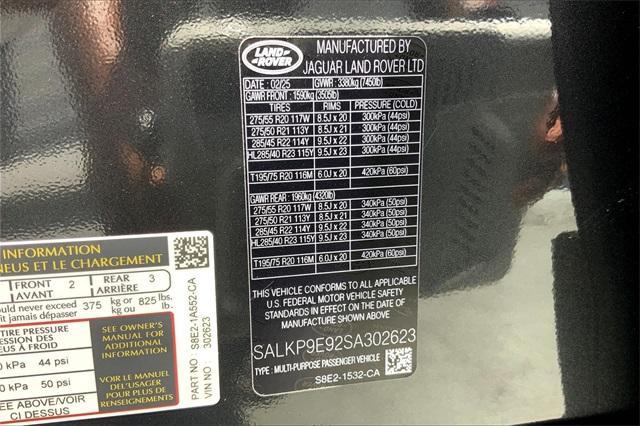 LAND-
-ROVER
MANUFACTURED BY
JAGUAR LAND ROVER LTD
DATE : 02/25 GVWR : 3380kg (7450lb)
GAWR FRONT : 1590kg (3505lb)
TIRES RIMS PRESSURE (COLD)
275/55 R20 117W 8.5J x 20 300kPa (44psi)
275/50 R21 113Y 8.5J x 21 300kPa (44psi)
285/45 R22 114Y 9.5J x 22 300kPa (44psi)
HL285/40 R23 115Y 9.5J x 23 300kPa (44psi)
T195/75 R20 116M 6.0J x 20 420kPa (60psi)
GAWR REAR : 1960kg (4320lb)
275/55 R20 117W 8.5J x 20 340kPa (50psi)
275/50 R21 113Y 8.5J x 21 340kPa (50psi)
285/45 R22 114Y 9.5J x 22 340kPa (50psi)
HL285/40 R23 115Y 9.5J x 23 340kPa (50psi)
T195/75 R20 116M 6.0J x 20 420kPa (60psi)
THIS VEHICLE CONFORMS TO ALL APPLICABLE
U.S. FEDERAL MOTOR VEHICLE SAFETY
STANDARDS IN EFFECT ON THE DATE OF
MANUFACTURE SHOWN ABOVE.
SALKP9E92SA302623
TYPE : MULTI-PURPOSE PASSENGER VEHICLE
S8E2-1532-CA
INFORMATION
NEUS ET LE CHARGEMENT
FRONT 2 REAR 3
AVANT ARRIÈRE
ould never exceed 375 kg or 825 lbs.
it jamais dépasser kg ou lb.
TIRE PRESSURE
ESSION DES
EUS À FROID
0 kPa 44 psi
0 kPa 50 psi
EE ABOVE/VOIR
CI DESSUS
SEE OWNER'S
MANUAL FOR
ADDITIONAL
INFORMATION
VOIR LE MANUEL
DEL'USAGER
POUR PLUS DE
RENSEIGNEMENTS
PART NO : S8E2-1A552-CA
VIN NO : 302623